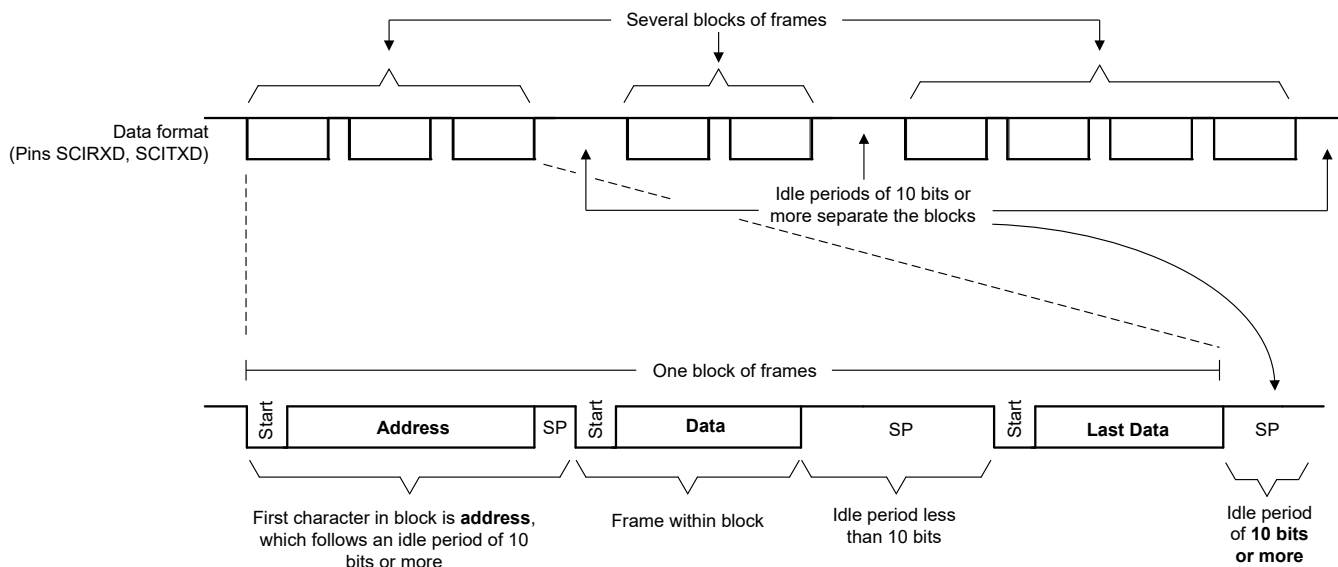 Several blocks of frames
Data format
(Pins SCIRXD, SCITXD)
Idle periods of 10 bits or
more separate the blocks
One block of frames
Start
Address
SP
Start
Data
SP
Start
Last Data
SP
First character in block is address,
which follows an idle period of 10
bits or more
Frame within block
Idle period less
than 10 bits
Idle period
of 10 bits
or more